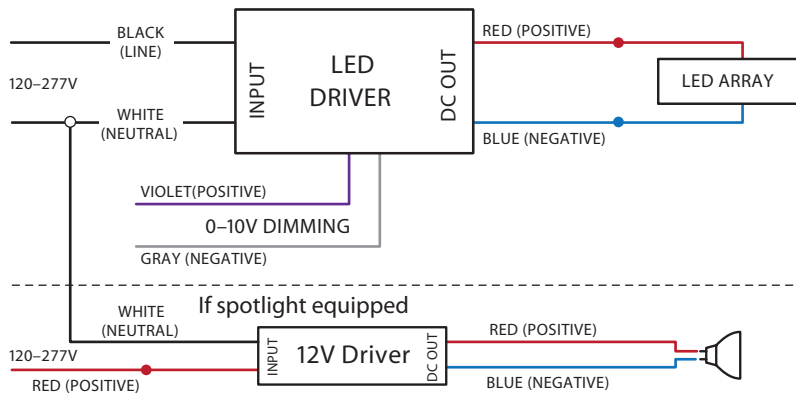 BLACK
(LINE)
120–277V
WHITE
(NEUTRAL)
INPUT
LED
DRIVER
DC OUT
RED (POSITIVE)
LED ARRAY
BLUE (NEGATIVE)
VIOLET(POSITIVE)
0–10V DIMMING
GRAY (NEGATIVE)
If spotlight equipped
WHITE
(NEUTRAL)
120–277V
RED (POSITIVE)
INPUT
12V Driver
DC OUT
RED (POSITIVE)
BLUE (NEGATIVE)